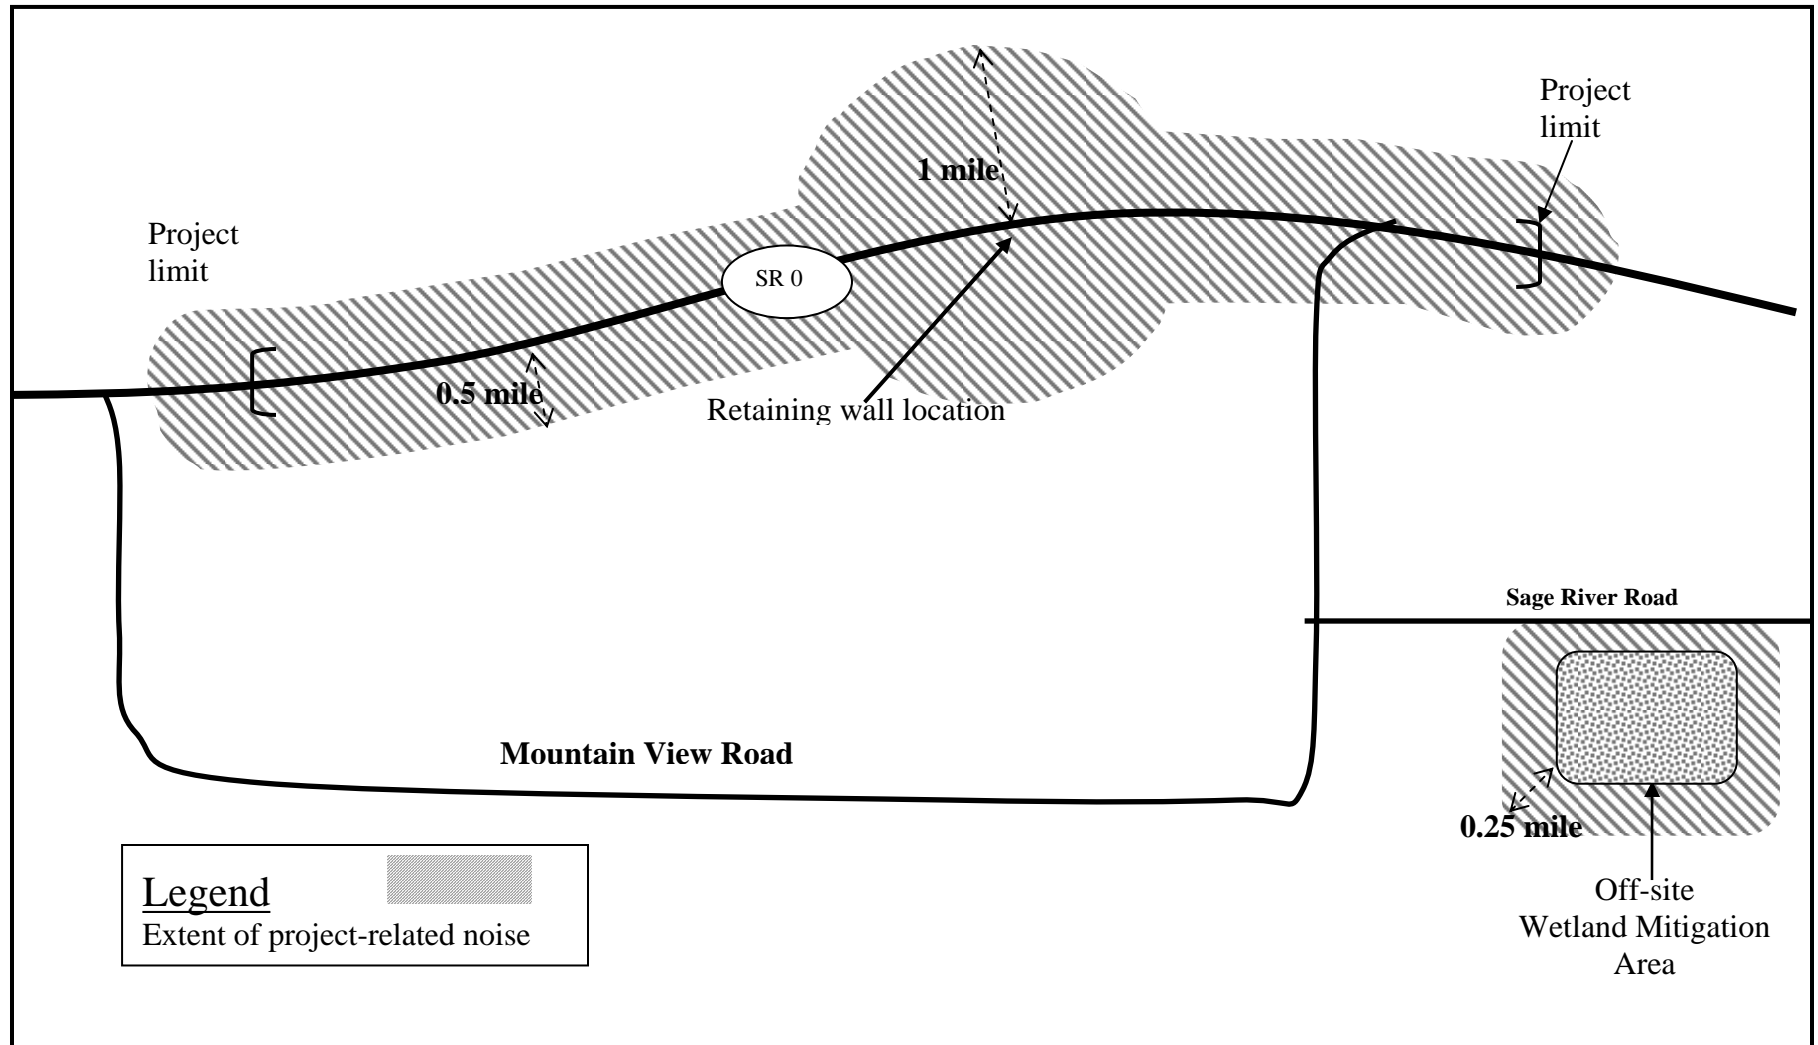 Project
limit
1 mile
Project
limit
SR 0
0.5 mile
Retaining wall location
Sage River Road
Mountain View Road
0.25 mile
Off-site
Wetland Mitigation
Area
Legend
Extent of project-related noise